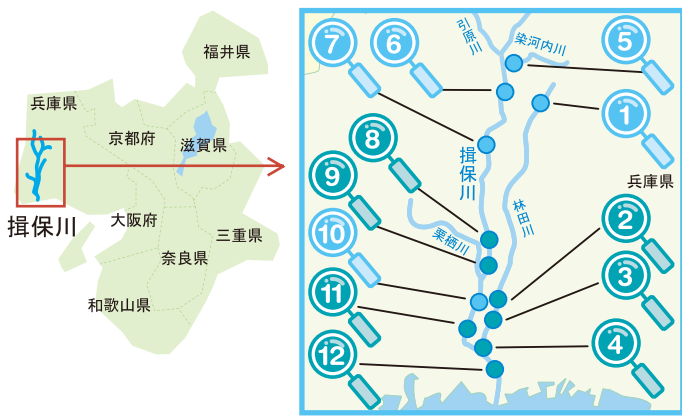 福井県
兵庫県
京都府
滋賀県
揖保川
大阪府
三重県
奈良県
和歌山県
7
6
引原川
染河内川
5
1
8
揖保川
兵庫県
9
林田川
2
10
栗栖川
3
11
4
12